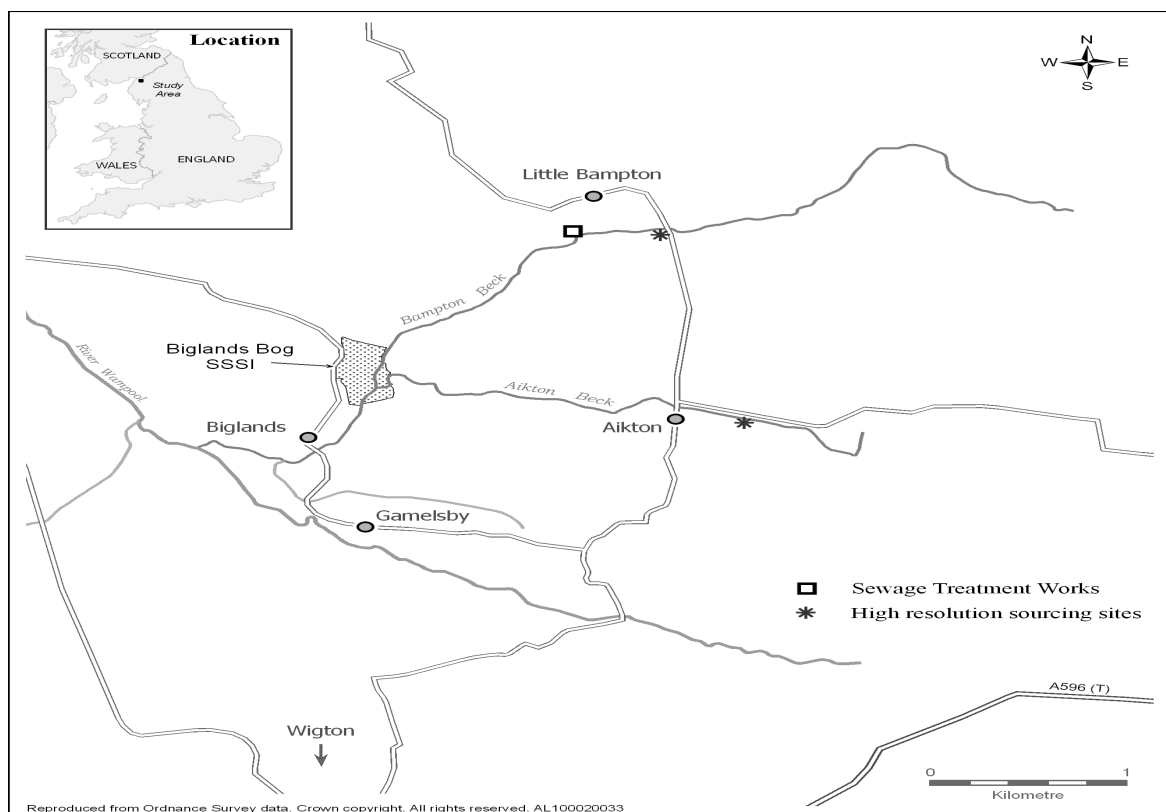 Location
SCOTLAND
Study
Area
WALES
ENGLAND
N
W
E
S
Little Bampton
Bampton Beck
Biglands Bog
SSSI
River Wampool
Aikton Beck
Biglands
Aikton
Gamelsby
Sewage Treatment Works
High resolution sourcing sites
A596 (T)
Wigton
0
1
Kilometre
Reproduced from Ordnance Survey data. Crown copyright. All rights reserved. AL100020033